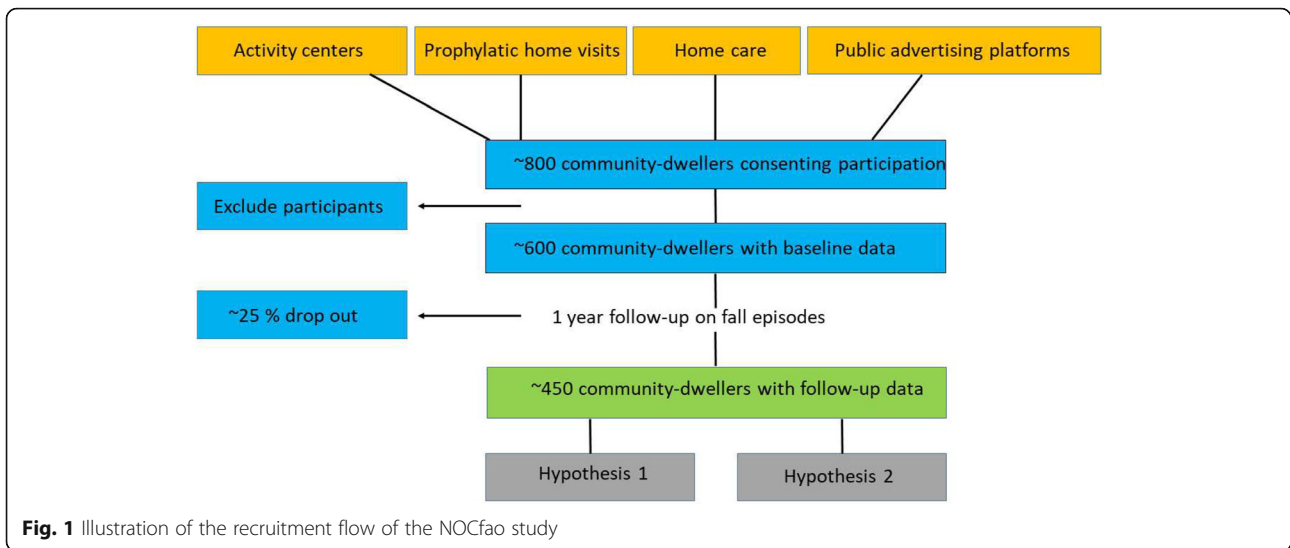 Activity centers
Prophylatic home visits
Home care
Public advertising platforms
~800 community-dwellers consenting participation
Exclude participants
~600 community-dwellers with baseline data
~25 % drop out
1 year follow-up on fall episodes
~450 community-dwellers with follow-up data
Hypothesis 1
Hypothesis 2
Fig. 1 Illustration of the recruitment flow of the NOCfao study